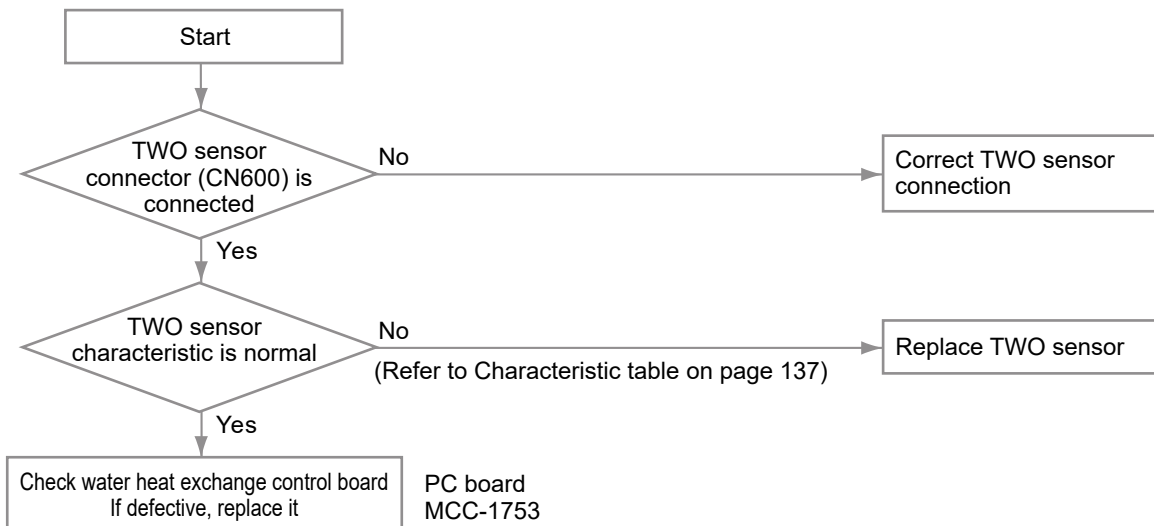 Start
TWO sensor
connector (CN600) is
connected
No
Correct TWO sensor
connection
Yes
TWO sensor
characteristic is normal
No
(Refer to Characteristic table on page 137)
Replace TWO sensor
Yes
Check water heat exchange control board
If defective, replace it
PC board
MCC-1753